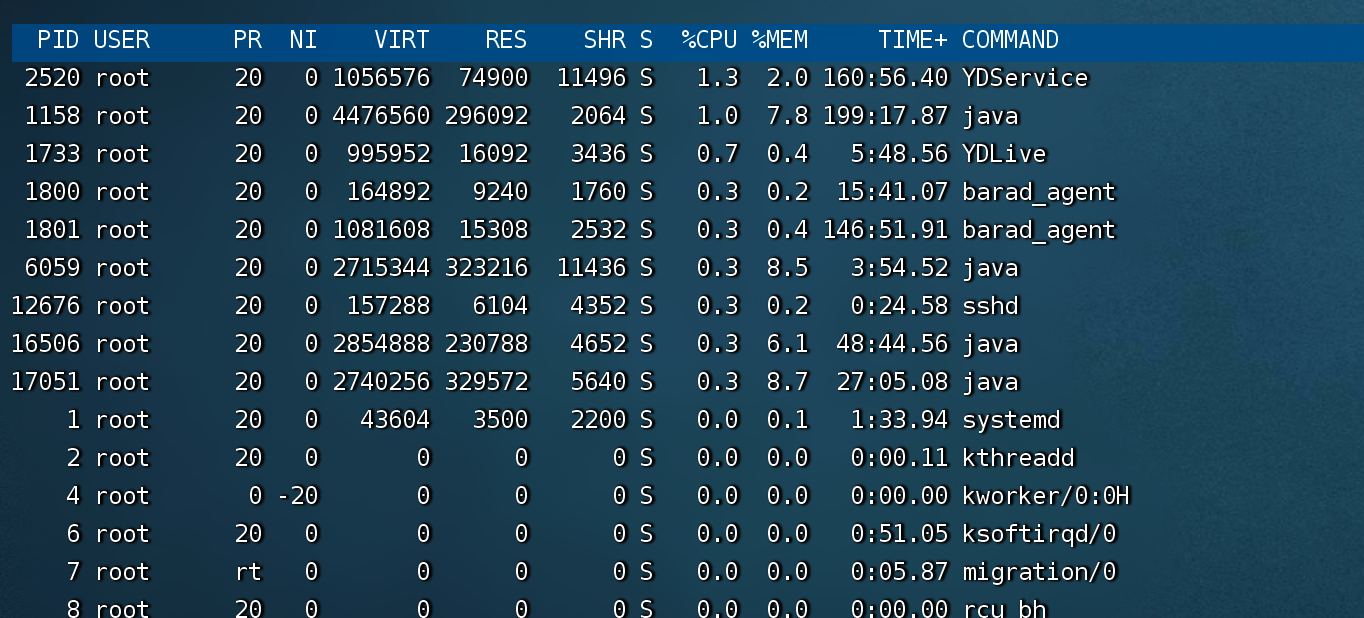 PID USER PR NI VIRT RES SHR S %CPU %MEM TIME+ COMMAND
2520 root 20 0 1056576 74900 11496 S 1.3 2.0 160:56.40 YDService
1158 root 20 0 4476560 296092 2064 S 1.0 7.8 199:17.87 java
1733 root 20 0 995952 16092 3436 S 0.7 0.4 5:48.56 YDLive
1800 root 20 0 164892 9240 1760 S 0.3 0.2 15:41.07 barad_agent
1801 root 20 0 1081608 15308 2532 S 0.3 0.4 146:51.91 barad_agent
6059 root 20 0 2715344 323216 11436 S 0.3 8.5 3:54.52 java
12676 root 20 0 157288 6104 4352 S 0.3 0.2 0:24.58 sshd
16506 root 20 0 2854888 230788 4652 S 0.3 6.1 48:44.56 java
17051 root 20 0 2740256 329572 5640 S 0.3 8.7 27:05.08 java
1 root 20 0 43604 3500 2200 S 0.0 0.1 1:33.94 systemd
2 root 20 0 0 0 0 S 0.0 0.0 0:00.11 kthreadd
4 root 0 -20 0 0 0 S 0.0 0.0 0:00.00 kworker/0:0H
6 root 20 0 0 0 0 S 0.0 0.0 0:51.05 ksoftirqd/0
7 root rt 0 0 0 0 S 0.0 0.0 0:05.87 migration/0
8 root 20 0 0 0 0 S 0.0 0.0 0:00.00 rcu_bh